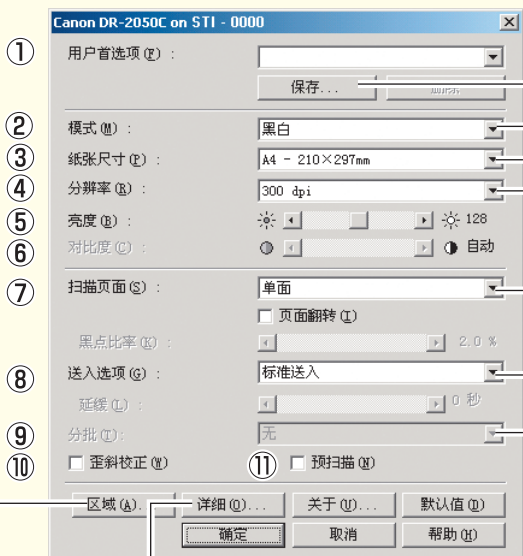 Canon DR-2050C on STI - 0000
① 用户首选项(F) :
保存... 删除
② 模式(M) : 黑白
③ 纸张尺寸(P) : A4 - 210×297mm
④ 分辨率(R) : 300 dpi
⑤ 亮度(B) : 128
⑥ 对比度(C) : 自动
⑦ 扫描页面(S) : 单面
页面翻转(I)
黑点比率(K) : 2.0 %
⑧ 送入选项(G) : 标准送入
延缓(L) : 0 秒
⑨ 分批(T): 无
⑩ 歪斜校正(W) ⑪ 预扫描(N)
区域(A)... 详细(O)... 关于(U)... 默认值(D)
确定 取消 帮助(H)